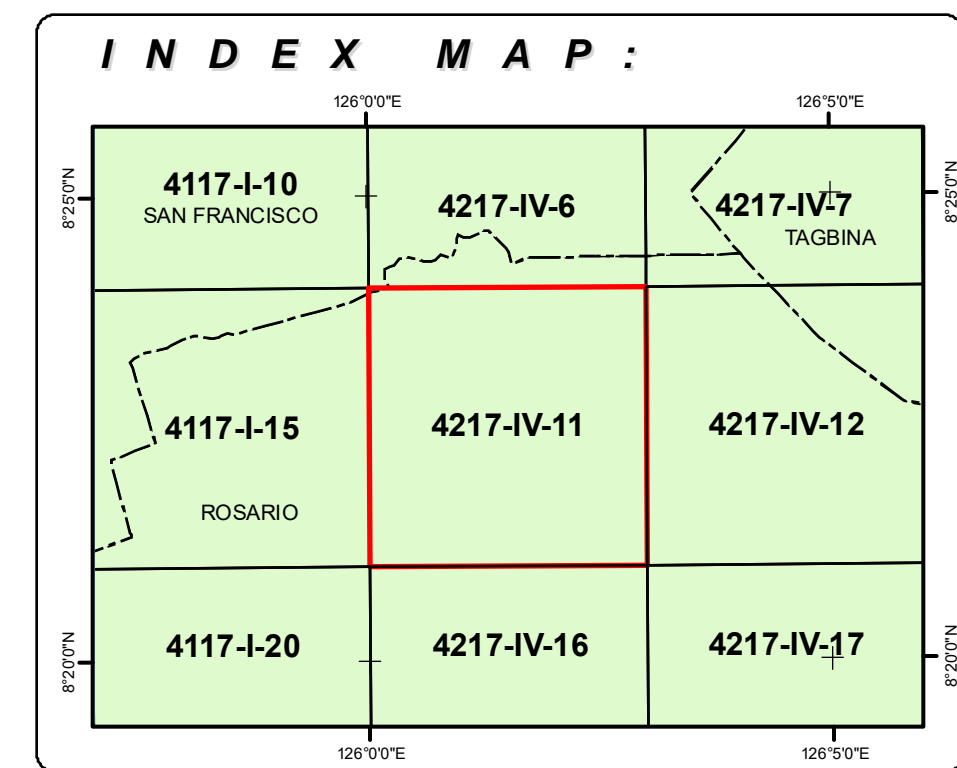 INDEX MAP:
126°0'0"E
126°5'0"E
8°25'0"N
4117-I-10
SAN FRANCISCO
4217-IV-6
4217-IV-7
TAGBINA
8°25'0"N
4117-I-15
4217-IV-11
4217-IV-12
ROSARIO
8°20'0"N
4117-I-20
4217-IV-16
4217-IV-17
8°20'0"N
126°0'0"E
126°5'0"E